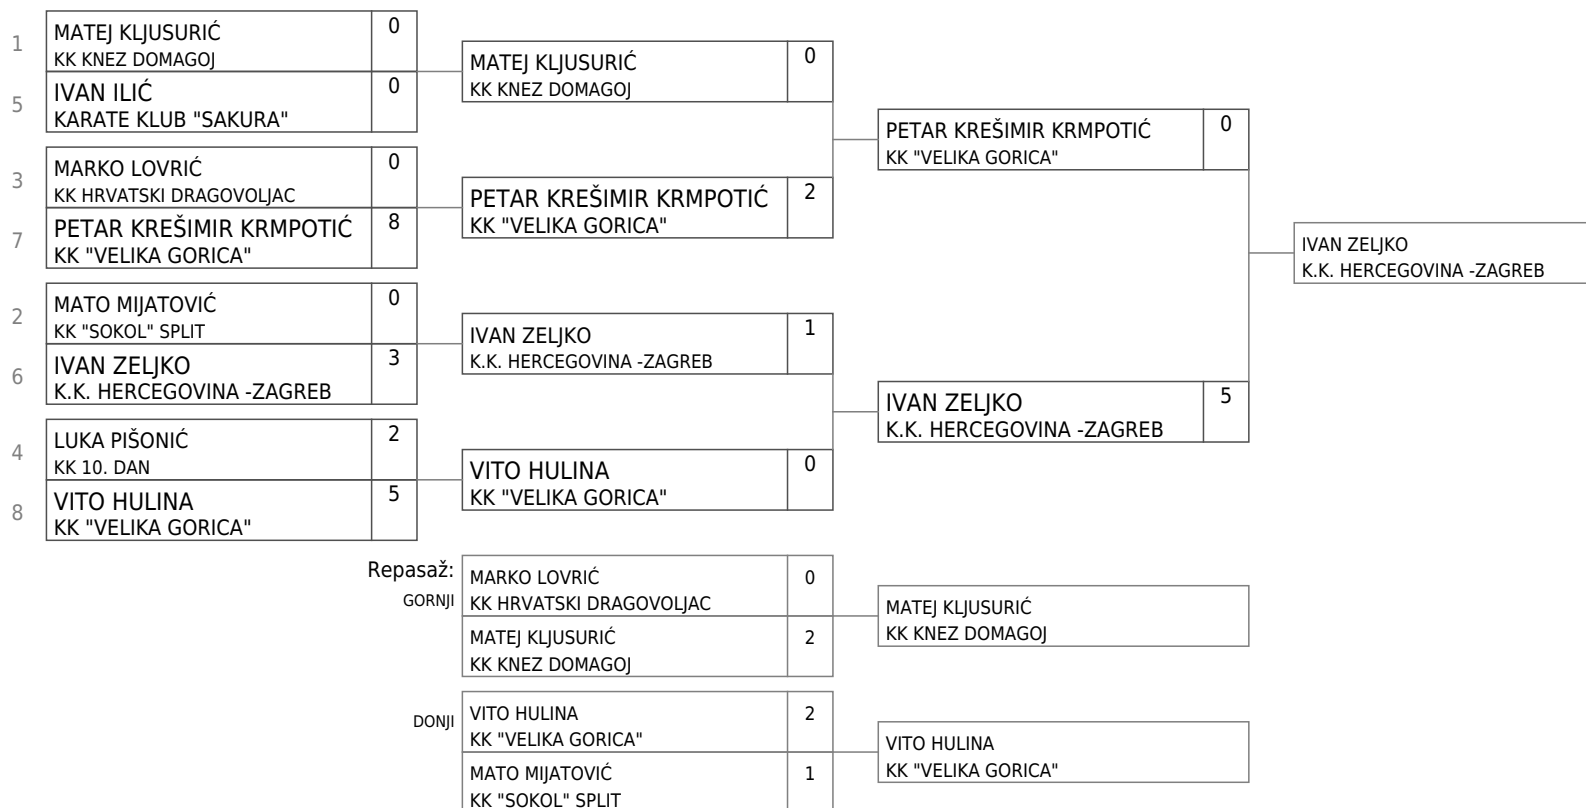 1
MATEJ KLJUSURIĆ 0
KK KNEZ DOMAGOJ
5
IVAN ILIĆ 0
KARATE KLUB "SAKURA"
3
MARKO LOVRIĆ 0
KK HRVATSKI DRAGOVOLJAC
7
PETAR KREŠIMIR KRMPOTIĆ 8
KK "VELIKA GORICA"
2
MATO MIJATOVIĆ 0
KK "SOKOL" SPLIT
6
IVAN ZELJKO 3
K.K. HERCEGOVINA -ZAGREB
4
LUKA PIŠONIĆ 2
KK 10. DAN
8
VITO HULINA 5
KK "VELIKA GORICA"
MATEJ KLJUSURIĆ 0
KK KNEZ DOMAGOJ
PETAR KREŠIMIR KRMPOTIĆ 2
KK "VELIKA GORICA"
IVAN ZELJKO 1
K.K. HERCEGOVINA -ZAGREB
VITO HULINA 0
KK "VELIKA GORICA"
PETAR KREŠIMIR KRMPOTIĆ 0
KK "VELIKA GORICA"
IVAN ZELJKO 5
K.K. HERCEGOVINA -ZAGREB
IVAN ZELJKO
K.K. HERCEGOVINA -ZAGREB
Repasaž:
GORNJI
MARKO LOVRIĆ 0
KK HRVATSKI DRAGOVOLJAC
MATEJ KLJUSURIĆ 2
KK KNEZ DOMAGOJ
MATEJ KLJUSURIĆ
KK KNEZ DOMAGOJ
DONJI
VITO HULINA 2
KK "VELIKA GORICA"
MATO MIJATOVIĆ 1
KK "SOKOL" SPLIT
VITO HULINA
KK "VELIKA GORICA"